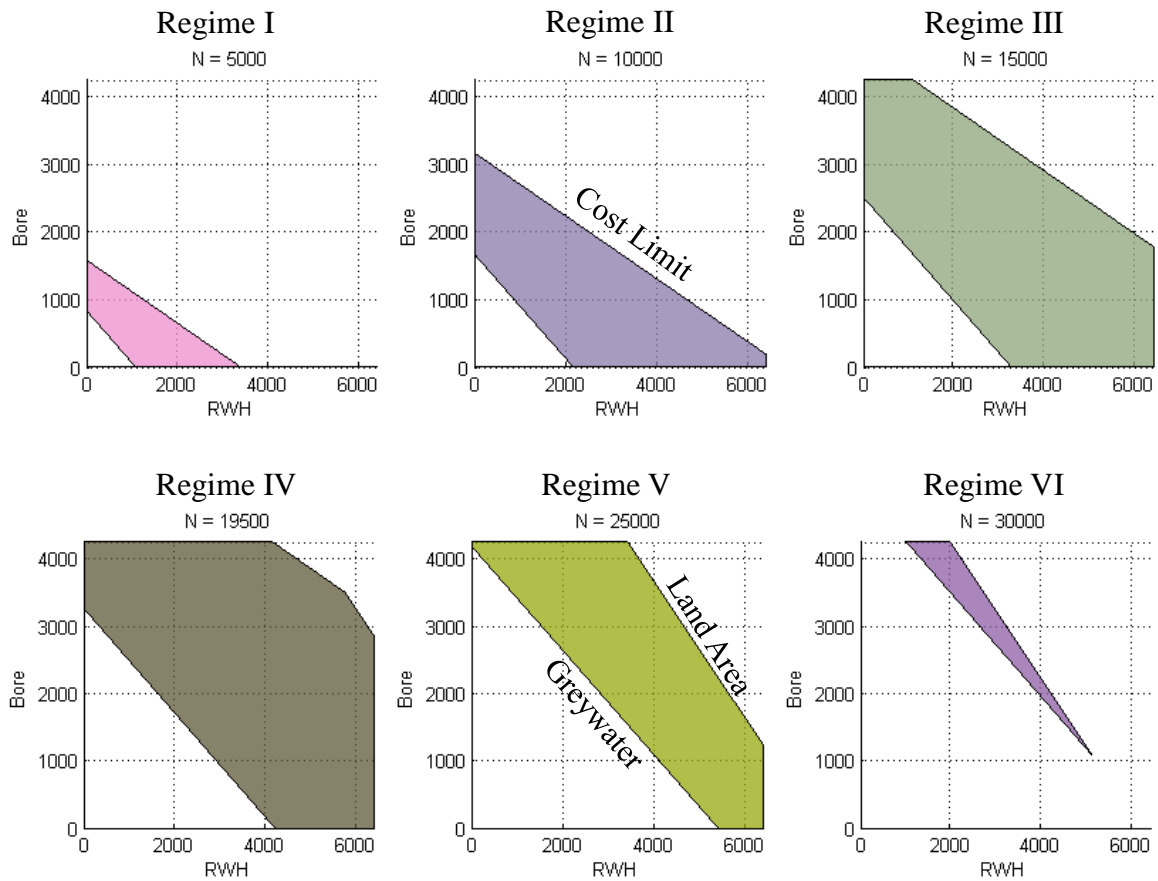 Regime I
N = 5000
4000
3000
2000
1000
0
Bore
0 2000 4000 6000
RWH
Regime II
N = 10000
4000
3000
2000
1000
0
Bore
Cost Limit
0 2000 4000 6000
RWH
Regime III
N = 15000
4000
3000
2000
1000
0
Bore
0 2000 4000 6000
RWH
Regime IV
N = 19500
4000
3000
2000
1000
0
Bore
0 2000 4000 6000
RWH
Regime V
N = 25000
4000
3000
2000
1000
0
Bore
Land Area
Greywater
0 2000 4000 6000
RWH
Regime VI
N = 30000
4000
3000
2000
1000
0
Bore
0 2000 4000 6000
RWH